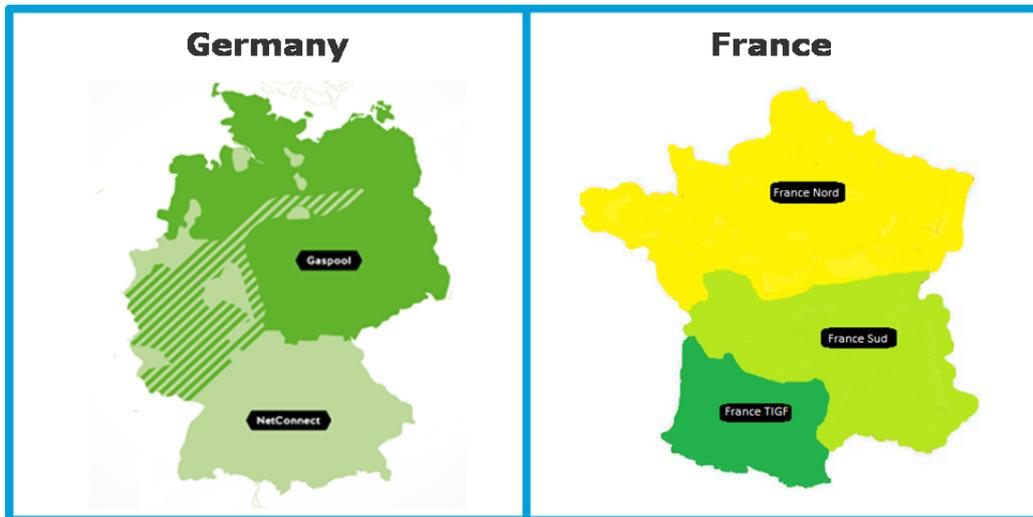 Germany
France
Gaspool
NetConnect
France Nord
France Sud
France TIGF